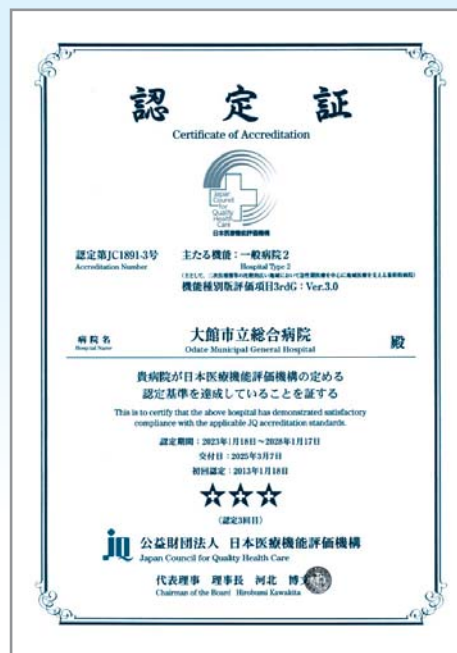 認定証
Certificate of Accreditation
Japan
Council
for
Quality
Health
Care
日本医療機能評価機構
認定第JC1891-3号
Accreditation Number
主たる機能：一般病院2
Hospital Type 2
機能種別版評価項目3rdG：Ver.3.0
病院名
Hospital Name
大館市立総合病院
Odate Municipal General Hospital
殿
貴病院が日本医療機能評価機構の定める
認定基準を達成していることを証する
This is to certify that the above hospital has demonstrated satisfactory
compliance with the applicable JQ accreditation standards.
認定期間：2023年1月18日～2028年1月17日
交付日：2025年3月7日
初回認定：2013年1月18日
（認定3回目）
JQ 公益財団法人 日本医療機能評価機構
Japan Council for Quality Health Care
代表理事 理事長 河北 博文
Chairman of the Board Hirobumi Kawakita